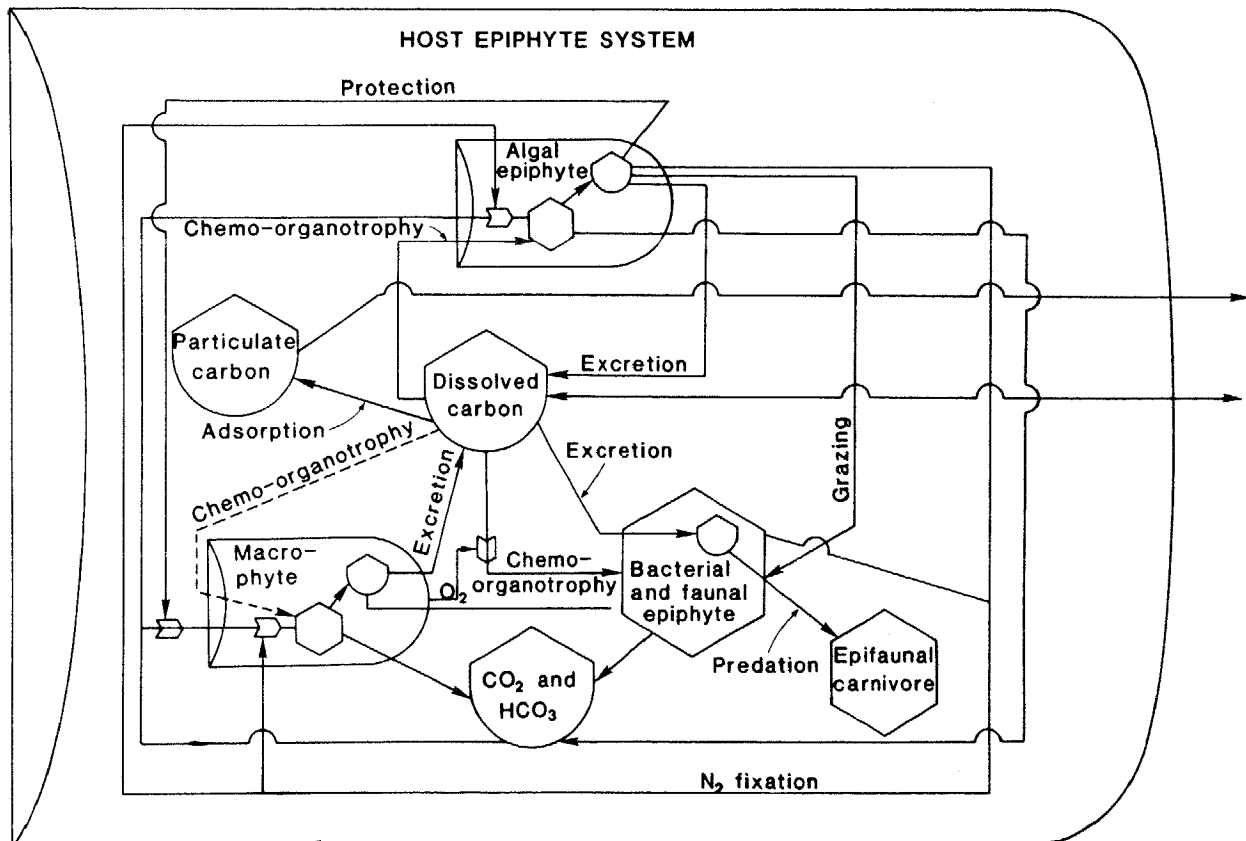 HOST EPIPHYTE SYSTEM
Protection
Algal
epiphyte
Chemo-organotrophy
Particulate
carbon
Dissolved
carbon
Excretion
Adsorption
Chemo-organotrophy
Excretion
Excretion
Grazing
Macro-
phyte
O₂
Chemo-
organotrophy
Bacterial
and faunal
epiphyte
Predation
Epifaunal
carnivore
CO₂ and
HCO₃
N₂ fixation